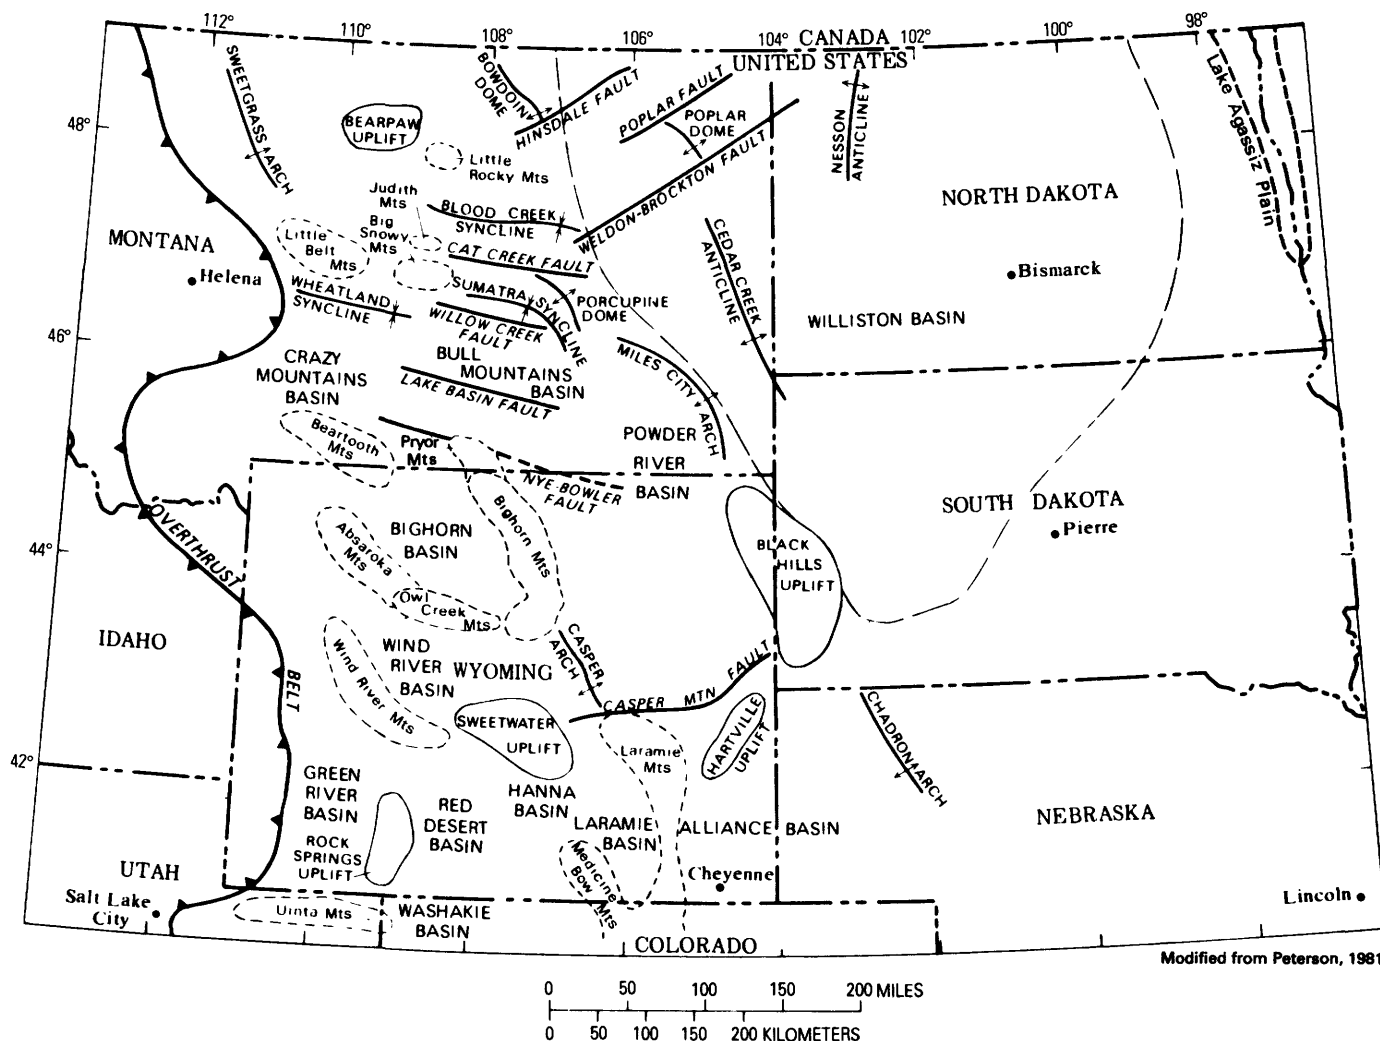 112°
110°
108°
106°
104°
CANADA
102°
100°
98°
UNITED STATES
SWEETGRASS ARCH
BOWDOIN
DOME
HINSDALE FAULT
POPLAR FAULT
POPLAR
DOME
NESSON
ANTICLINE
Lake Agassiz Plain
48°
BEARPAW
UPLIFT
Little
Rocky Mts
WELDON-BROCKTON FAULT
NORTH DAKOTA
Judith
Mts
BLOOD CREEK
SYNCLINE
Big
Snowy
Mts
CAT CREEK FAULT
CEDAR CREEK
ANTICLINE
MONTANA
Little
Belt
Mts
Helena
Bismarck
WHEATLAND
SYNCLINE
SUMATRA SYNCLINE
PORCUPINE
DOME
WILLOW CREEK
FAULT
WILLISTON BASIN
46°
CRAZY
MOUNTAINS
BASIN
BULL
MOUNTAINS
BASIN
MILES CITY ARCH
LAKE BASIN FAULT
Beartooth
Mts
Pryor
Mts
POWDER
RIVER
BASIN
NYE-BOWLER
FAULT
SOUTH DAKOTA
Pierre
OVERTHRUST
BELT
Absaroka
Mts
BIGHORN
BASIN
Bighorn Mts
BLACK
HILLS
UPLIFT
44°
Owl
Creek
Mts
IDAHO
Wind River Mts
WIND
RIVER
BASIN
WYOMING
CASPER
ARCH
CASPER MTN FAULT
SWEETWATER
UPLIFT
Laramie
Mts
HARTVILLE
UPLIFT
CHADRON ARCH
42°
GREEN
RIVER
BASIN
RED
DESERT
BASIN
HANNA
BASIN
LARAMIE
BASIN
ALLIANCE BASIN
NEBRASKA
ROCK
SPRINGS
UPLIFT
Medicine
Bow Mts
Cheyenne
UTAH
Salt Lake
City
Uinta Mts
WASHAKIE
BASIN
COLORADO
Lincoln
Modified from Peterson, 1981
0 50 100 150 200 MILES
0 50 100 150 200 KILOMETERS